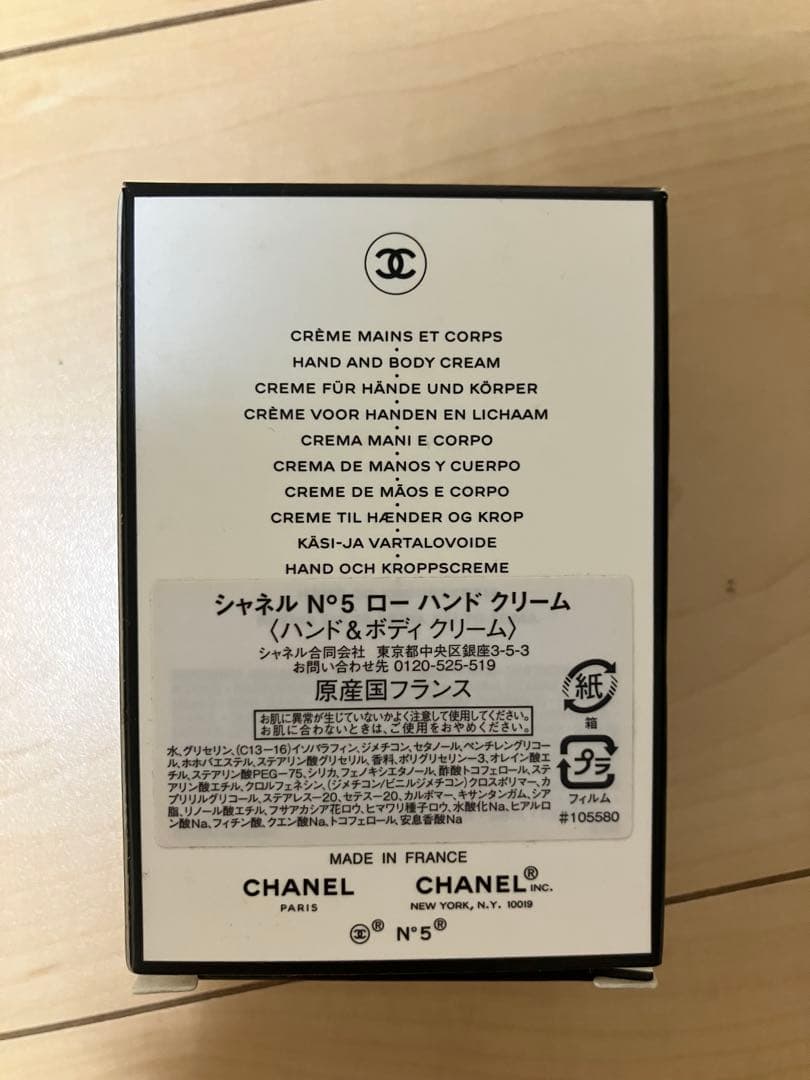 CRÈME MAINS ET CORPS
HAND AND BODY CREAM
CREME FÜR HÄNDE UND KÖRPER
CRÈME VOOR HANDEN EN LICHAAM
CREMA MANI E CORPO
CREMA DE MANOS Y CUERPO
CREME DE MÃOS E CORPO
CREME TIL HÆNDER OG KROP
KÄSI-JA VARTALOVOIDE
HAND OCH KROPPSCREME
シャネル N°5 ロー ハンド クリーム
〈ハンド&ボディ クリーム〉
シャネル合同会社 東京都中央区銀座3-5-3
お問い合わせ先 0120-525-519
原産国フランス
お肌に異常が生じていないかよく注意して使用してください。
お肌に合わないときは、ご使用をおやめください。
水、グリセリン、(C13-16)イソパラフィン、ジメチコン、セタノール、ペンチレングリコー
ル、ホホバエステル、ステアリン酸グリセリル、香料、ポリグリセリン-3、オレイン酸エ
チル、ステアリン酸PEG-75、シリカ、フェノキシエタノール、酢酸トコフェロール、ステ
アリン酸エチル、クロルフェネシン、(ジメチコン/ビニルジメチコン)クロスポリマー、カ
プリリルグリコール、ステアレス-20、セテス-20、カルボマー、キサンタンガム、シア
脂、リノール酸エチル、フサアカシア花ロウ、ヒマワリ種子ロウ、水酸化Na、ヒアルロ
ン酸Na、フィチン酸、クエン酸Na、トコフェロール、安息香酸Na
紙
箱
プラ
フィルム
#105580
MADE IN FRANCE
CHANEL
PARIS
CHANEL® INC.
NEW YORK, N.Y. 10019
® N°5®